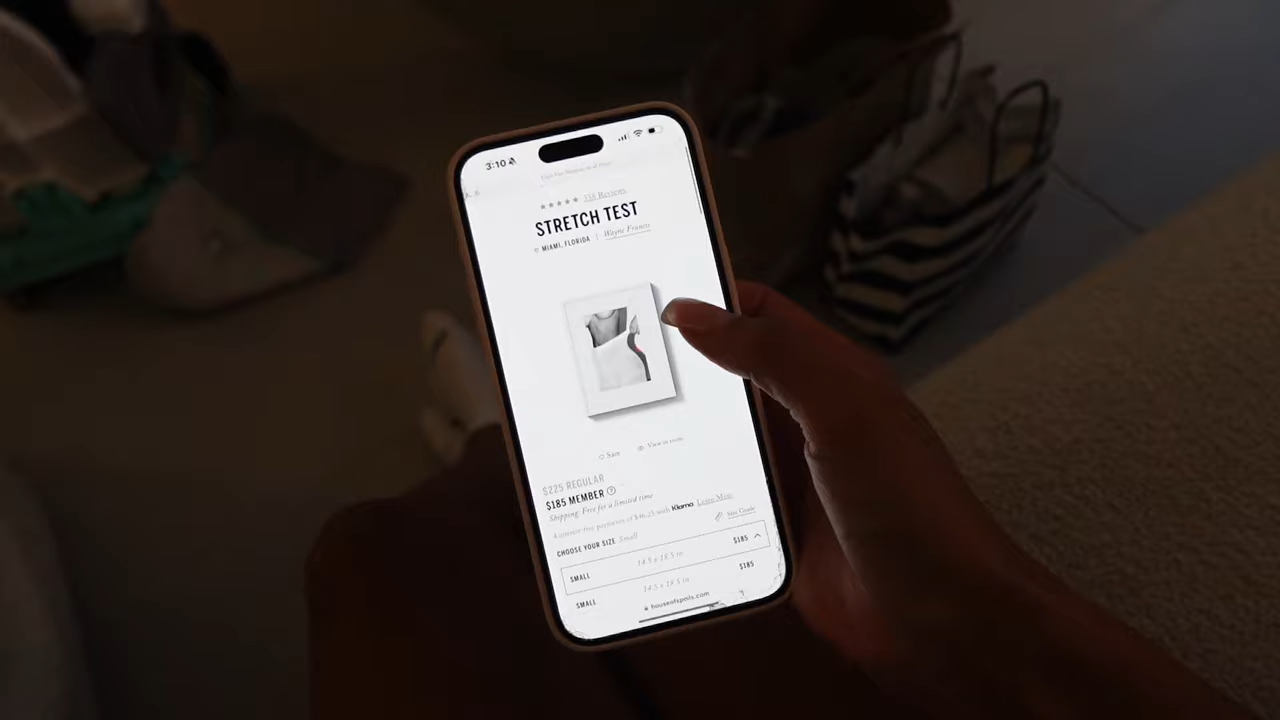 3:10
★★★★★ 338 Reviews
STRETCH TEST
MIAMI, FLORIDA | Wayne Francis
Save View in room
$225 REGULAR
$185 MEMBER ?
Shipping: Free for a limited time
4 interest-free payments of $46.25 with Klarna Learn More
Size Guide
CHOOSE YOUR SIZE Small
SMALL 14.5 x 18.5 in $185
SMALL 14.5 x 18.5 in $185